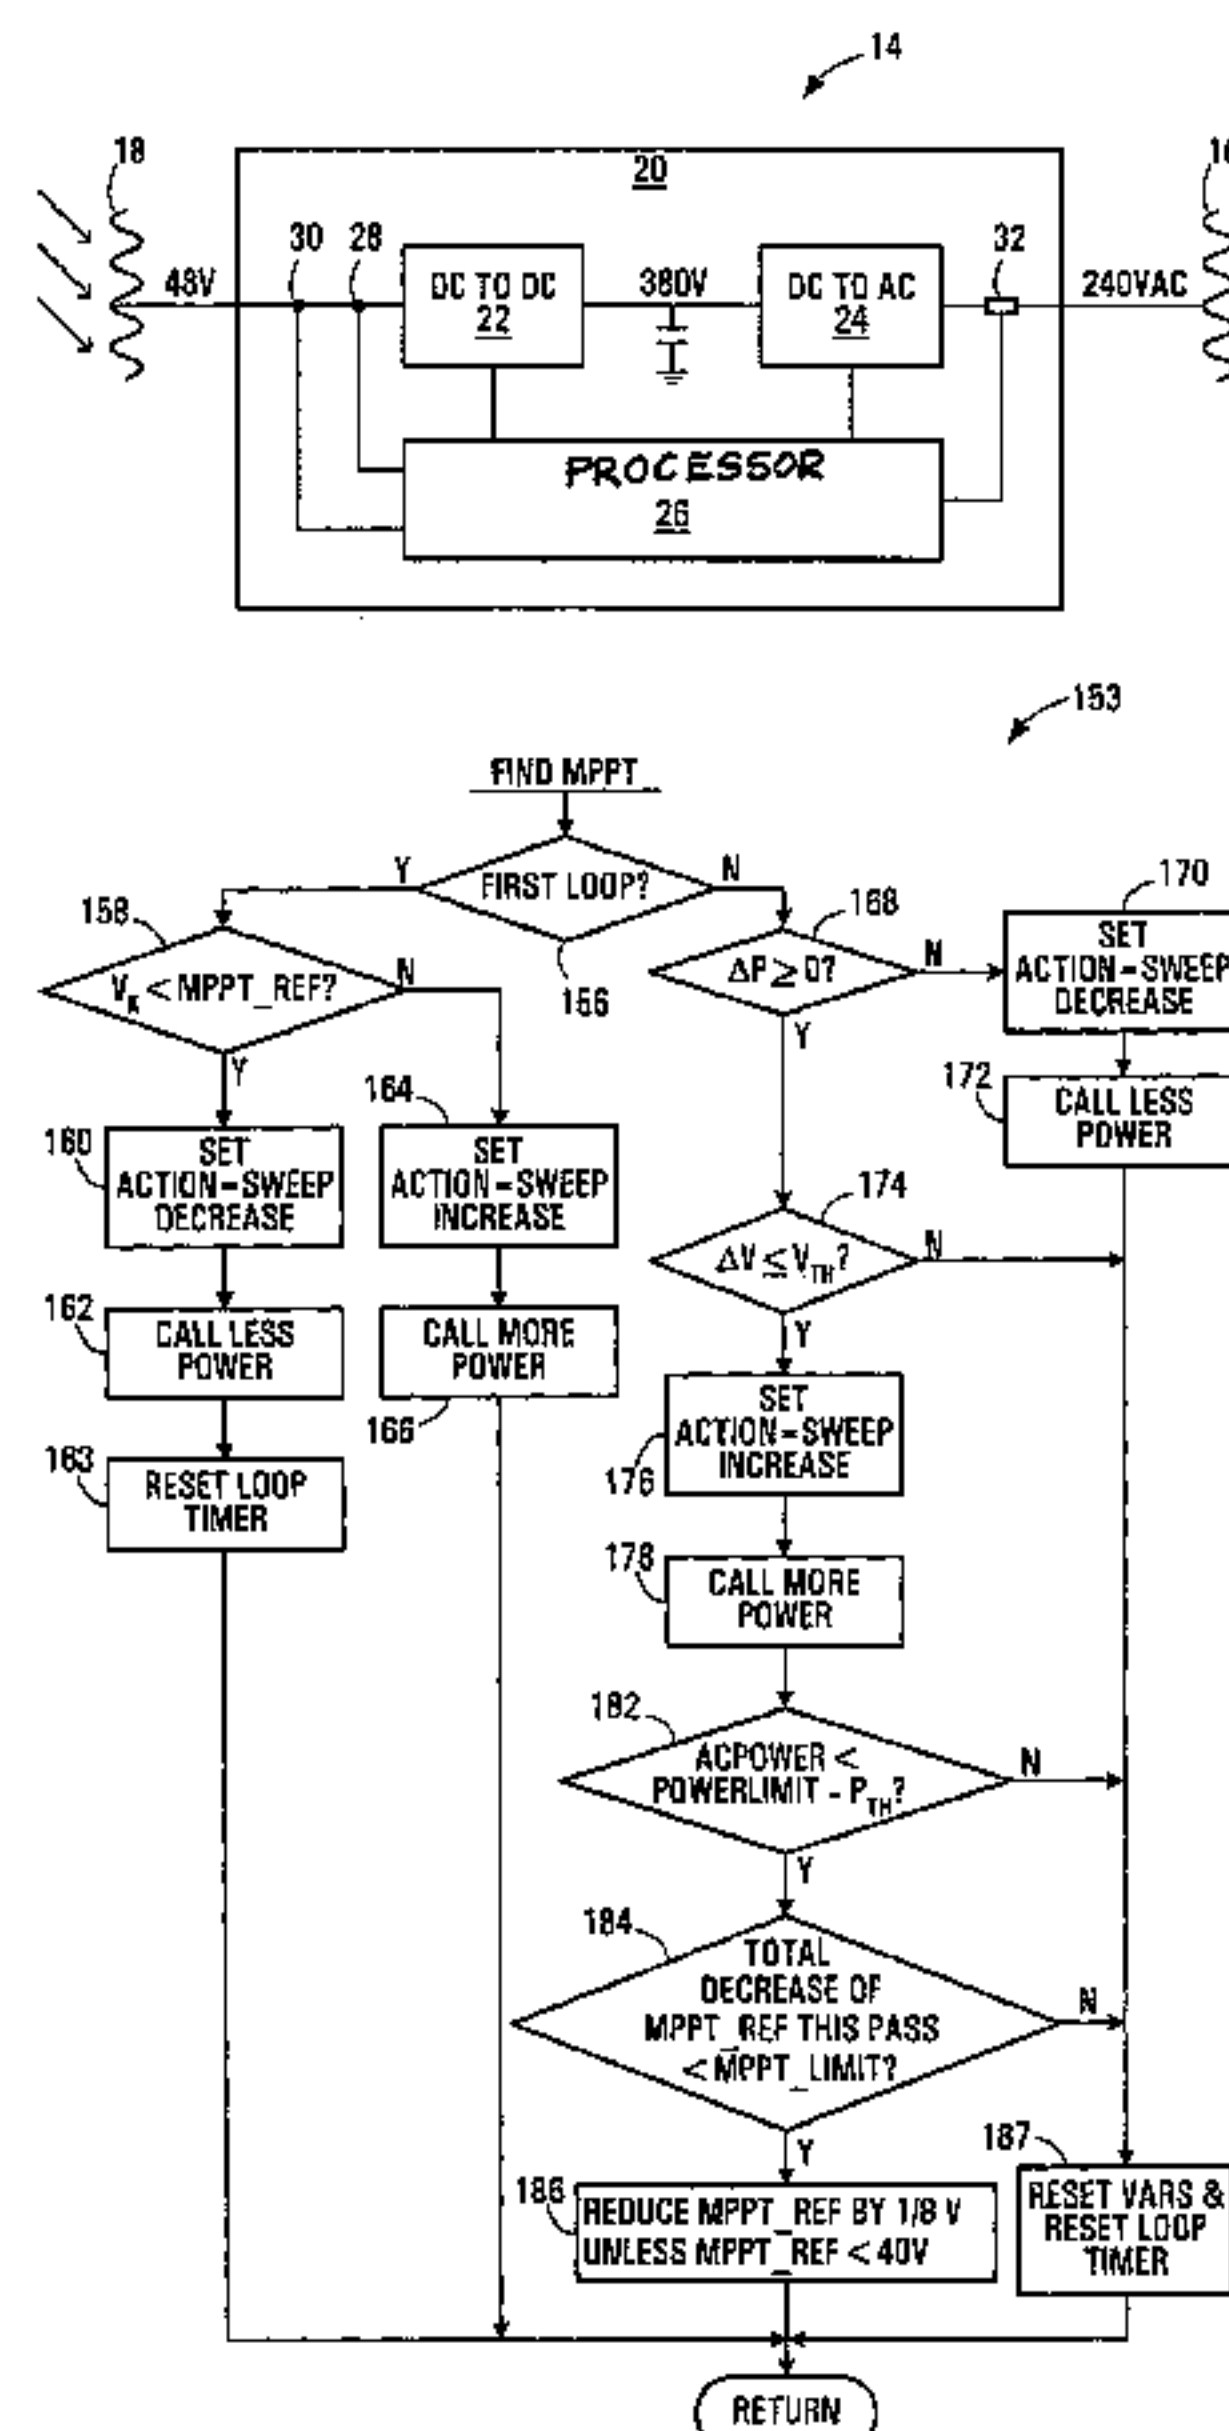 14
18
20
30
28
32
48V
DC TO DC
22
380V
DC TO AC
24
240VAC
PROCESSOR
26
153
FIND MPPT
Y
FIRST LOOP?
N
156
158
V_K < MPPT_REF?
N
Y
168
ΔP ≥ 0?
N
Y
170
SET
ACTION = SWEEP
DECREASE
172
CALL LESS
POWER
160
SET
ACTION = SWEEP
DECREASE
164
SET
ACTION = SWEEP
INCREASE
174
ΔV ≤ V_TH?
N
Y
162
CALL LESS
POWER
CALL MORE
POWER
166
163
RESET LOOP
TIMER
SET
ACTION = SWEEP
INCREASE
176
178
CALL MORE
POWER
182
ACPOWER <
POWERLIMIT - P_TH?
N
Y
184
TOTAL
DECREASE OF
MPPT_REF THIS PASS
< MPPT_LIMIT?
N
Y
186
REDUCE MPPT_REF BY 1/8 V
UNLESS MPPT_REF < 40V
187
RESET VARS &
RESET LOOP
TIMER
RETURN